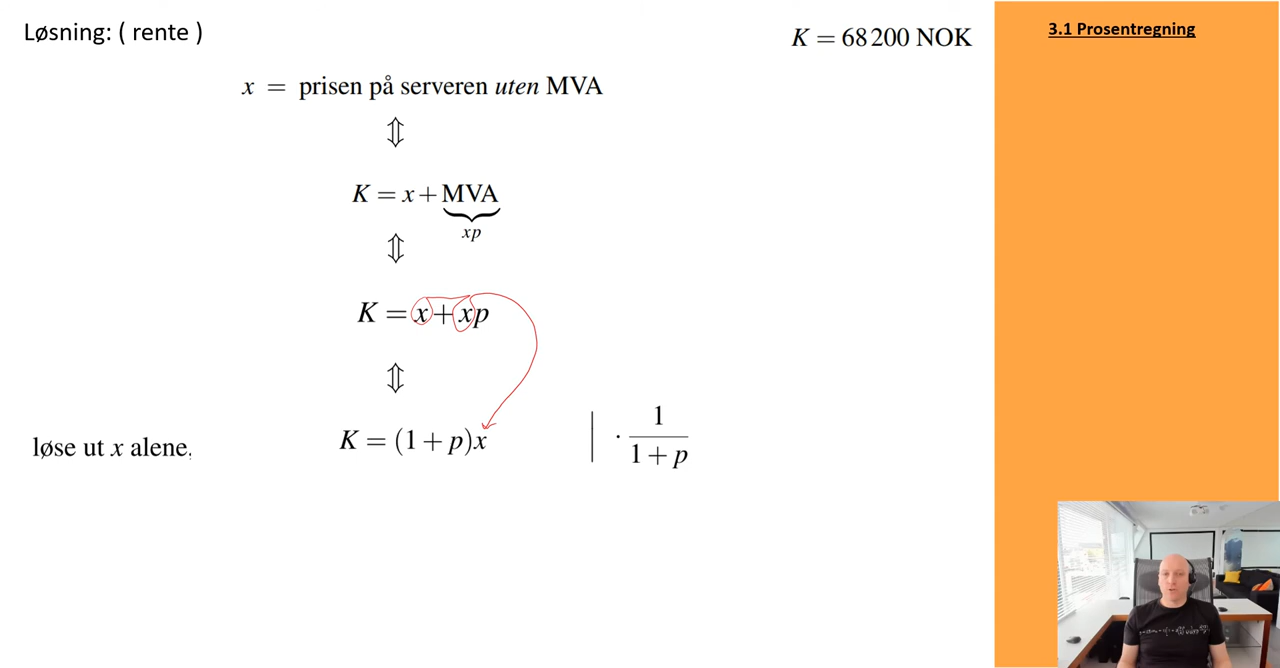 Løsning: ( rente )
K = 68 200 NOK
3.1 Prosentregning
x = prisen på serveren uten MVA
⇕
K = x + MVA
xp
⇕
K = x + xp
⇕
løse ut x alene.
K = (1 + p)x | · 1/(1 + p)